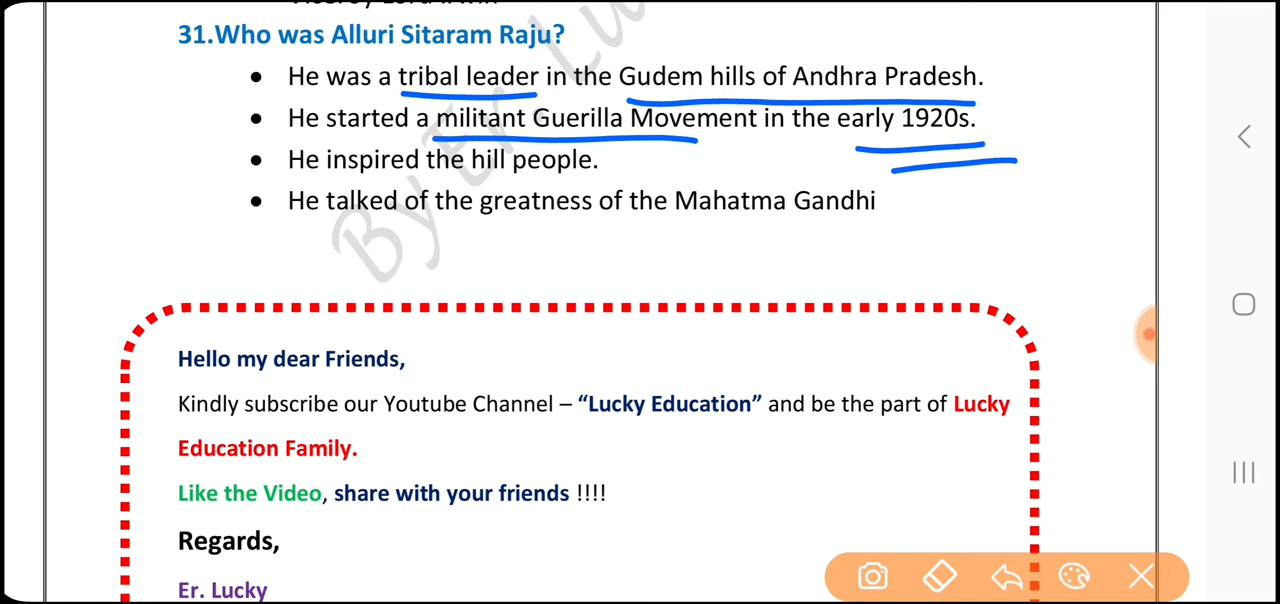 31.Who was Alluri Sitaram Raju?
• He was a tribal leader in the Gudem hills of Andhra Pradesh.
• He started a militant Guerilla Movement in the early 1920s.
• He inspired the hill people.
• He talked of the greatness of the Mahatma Gandhi
By Er Lu
Hello my dear Friends,
Kindly subscribe our Youtube Channel – “Lucky Education” and be the part of Lucky
Education Family.
Like the Video, share with your friends !!!!
Regards,
Er. Lucky